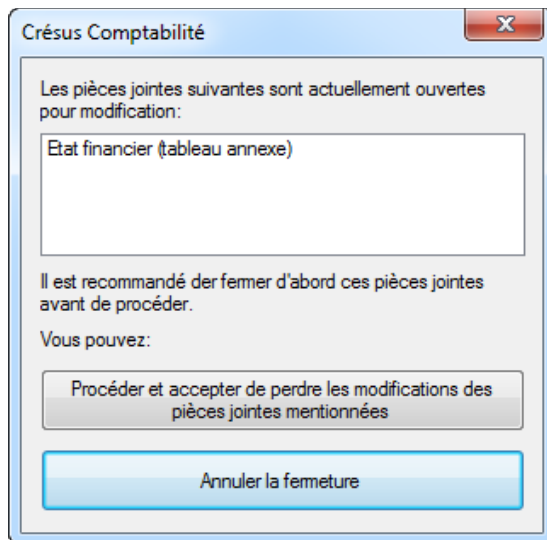 Crésus Comptabilité
Les pièces jointes suivantes sont actuellement ouvertes
pour modification:
Etat financier (tableau annexe)
Il est recommandé der fermer d'abord ces pièces jointes
avant de procéder.
Vous pouvez:
Procéder et accepter de perdre les modifications des
pièces jointes mentionnées
Annuler la fermeture